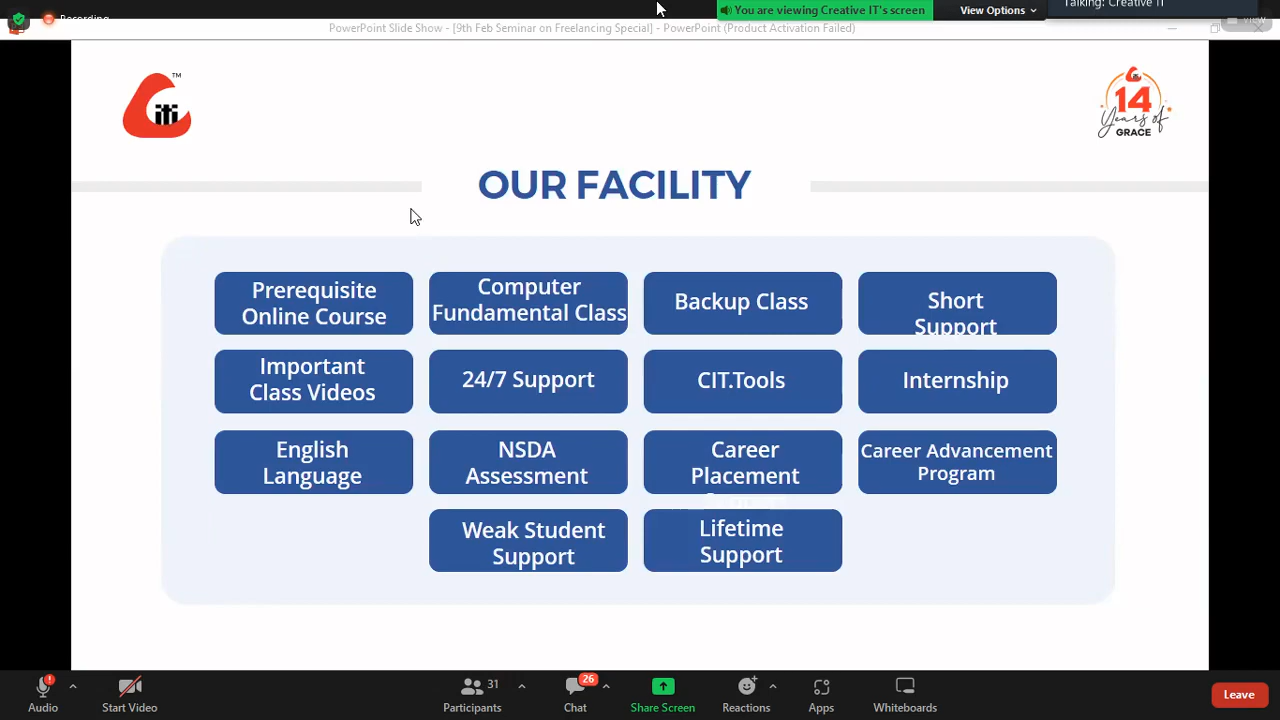 You are viewing Creative IT's screen
View Options
Talking: Creative IT
Recording
PowerPoint Slide Show - [9th Feb Seminar on Freelancing Special] - PowerPoint (Product Activation Failed)
View
iTi
TM
14
Years of
GRACE
OUR FACILITY
Prerequisite
Online Course
Computer
Fundamental Class
Backup Class
Short
Support
Important
Class Videos
24/7 Support
CIT.Tools
Internship
English
Language
NSDA
Assessment
Career
Placement
Career Advancement
Program
Weak Student
Support
Lifetime
Support
Audio
Start Video
31
Participants
26
Chat
Share Screen
Reactions
Apps
Whiteboards
Leave